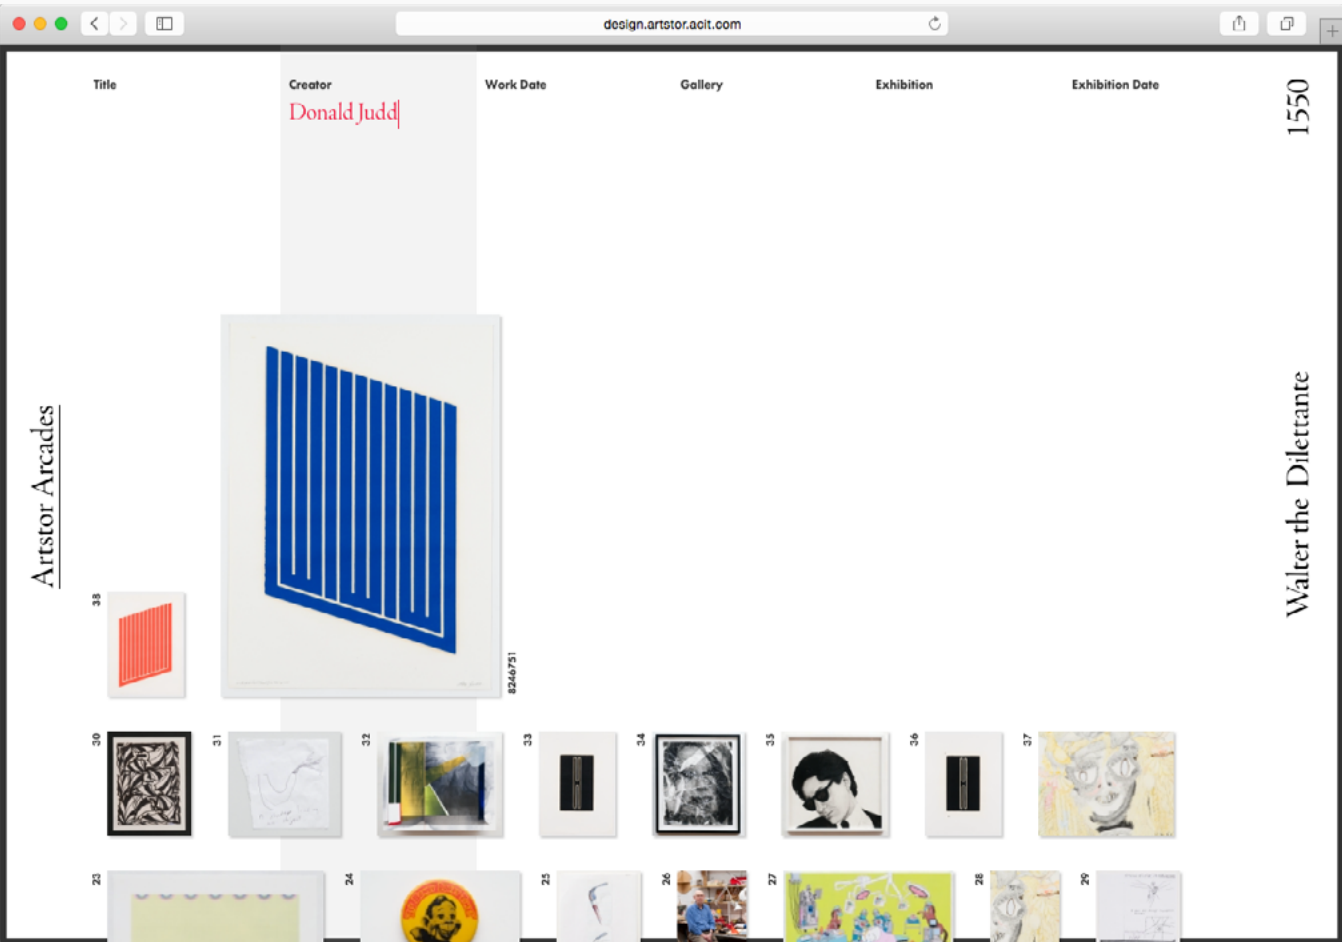 design.artstor.acit.com
Title
Creator
Work Date
Gallery
Exhibition
Exhibition Date
Donald Judd
1550
Artstor Arcades
Walter the Dilettante
38
8246751
30
31
32
33
34
35
36
37
23
24
25
26
27
28
29